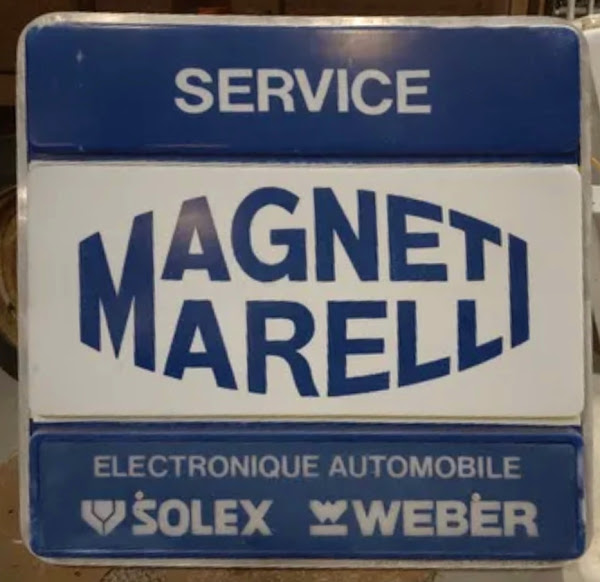 SERVICE
MAGNETI
MARELLI
ELECTRONIQUE AUTOMOBILE
SOLEX WEBER